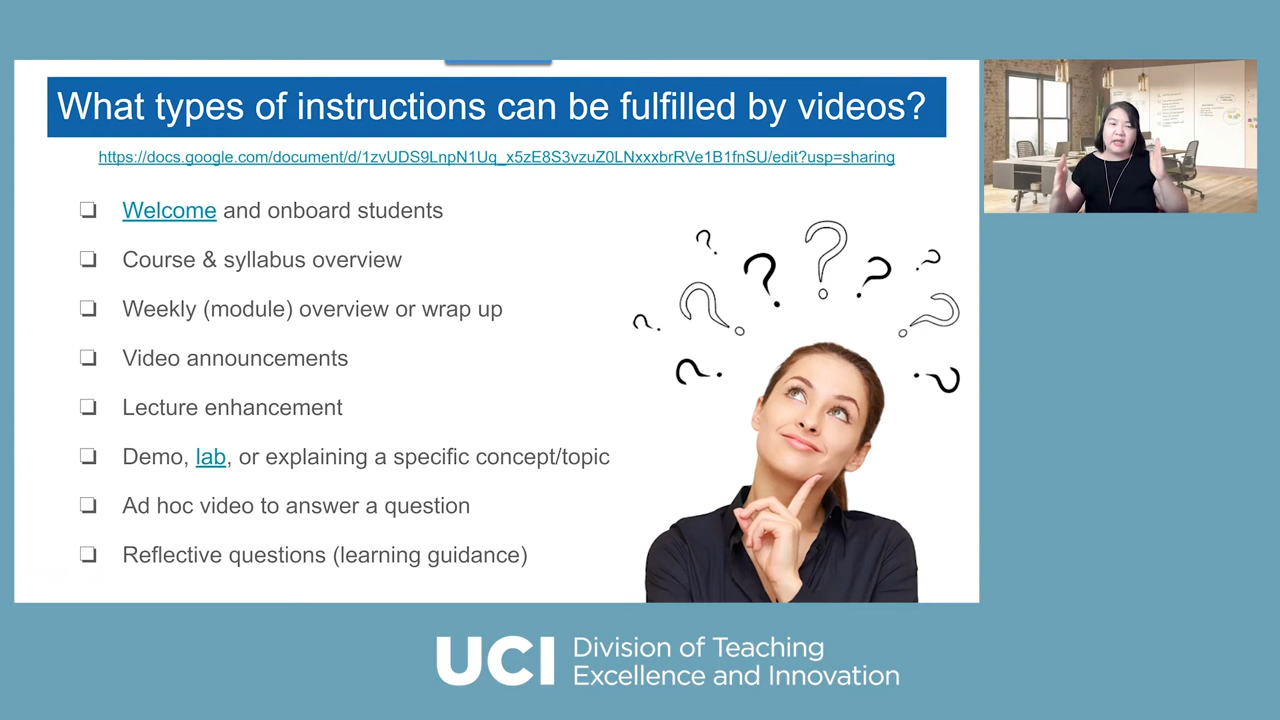 What types of instructions can be fulfilled by videos?
https://docs.google.com/document/d/1zvUDS9LnpN1Uq_x5zE8S3vzuZ0LNxxxbrRVe1B1fnSU/edit?usp=sharing
Welcome and onboard students
Course & syllabus overview
Weekly (module) overview or wrap up
Video announcements
Lecture enhancement
Demo, lab, or explaining a specific concept/topic
Ad hoc video to answer a question
Reflective questions (learning guidance)
? ? ? ? ? ? ? ? ?
UCI
Division of Teaching
Excellence and Innovation